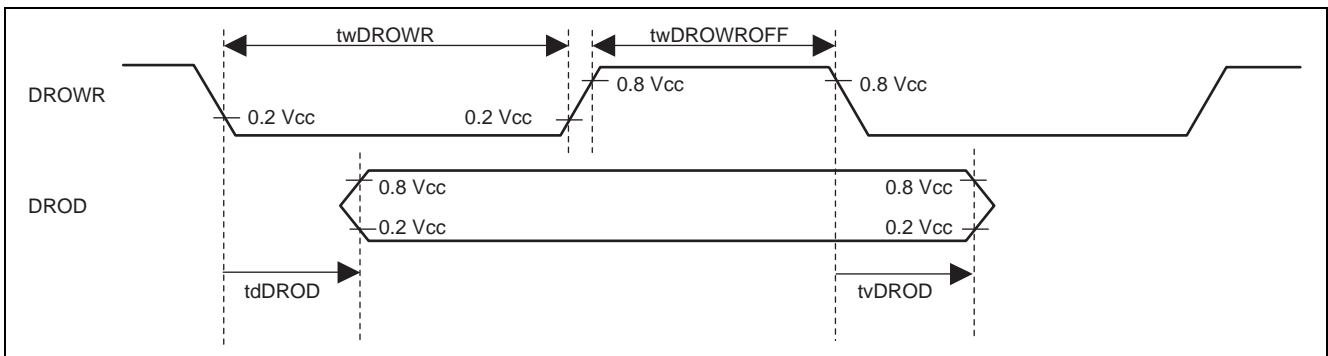 twDROWR
twDROWROFF
DROWR
0.8 Vcc
0.8 Vcc
0.2 Vcc
0.2 Vcc
DROD
0.8 Vcc
0.8 Vcc
0.2 Vcc
0.2 Vcc
tdDROD
tvDROD